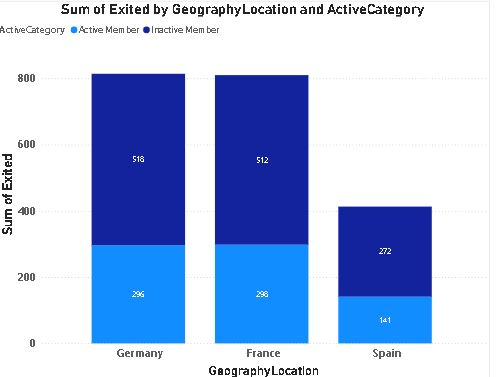 Sum of Exited by GeographyLocation and ActiveCategory
ActiveCategory Active Member Inactive Member
Sum of Exited
800
600
400
200
0
518
512
272
296
298
141
Germany France Spain
GeographyLocation